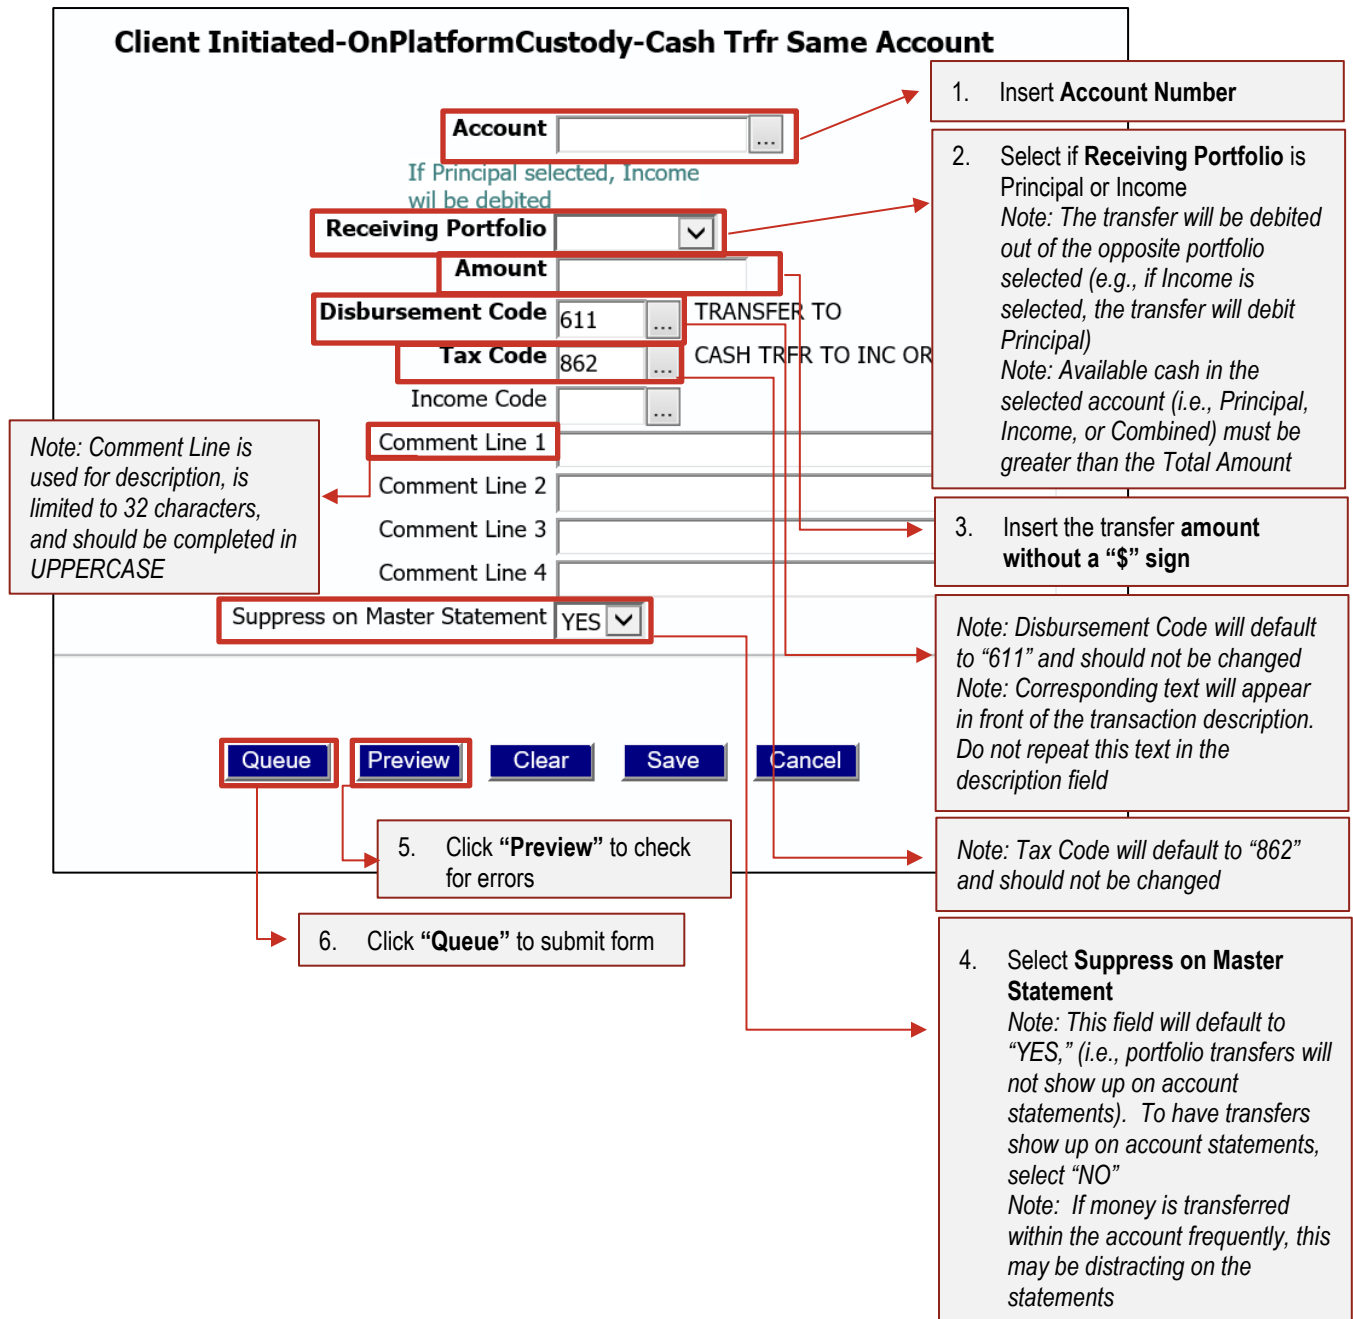 Client Initiated-OnPlatformCustody-Cash Trfr Same Account
Account
...
If Principal selected, Income
wil be debited
Receiving Portfolio
Amount
Disbursement Code
611
...
TRANSFER TO
Tax Code
862
...
CASH TRFR TO INC OR
Income Code
...
Comment Line 1
Comment Line 2
Comment Line 3
Comment Line 4
Suppress on Master Statement
YES
Queue
Preview
Clear
Save
Cancel
Note: Comment Line is
used for description, is
limited to 32 characters,
and should be completed in
UPPERCASE
1. Insert Account Number
2. Select if Receiving Portfolio is
Principal or Income
Note: The transfer will be debited
out of the opposite portfolio
selected (e.g., if Income is
selected, the transfer will debit
Principal)
Note: Available cash in the
selected account (i.e., Principal,
Income, or Combined) must be
greater than the Total Amount
3. Insert the transfer amount
without a “$” sign
Note: Disbursement Code will default
to “611” and should not be changed
Note: Corresponding text will appear
in front of the transaction description.
Do not repeat this text in the
description field
Note: Tax Code will default to “862”
and should not be changed
4. Select Suppress on Master
Statement
Note: This field will default to
“YES,” (i.e., portfolio transfers will
not show up on account
statements). To have transfers
show up on account statements,
select “NO”
Note: If money is transferred
within the account frequently, this
may be distracting on the
statements
5. Click “Preview” to check
for errors
6. Click “Queue” to submit form